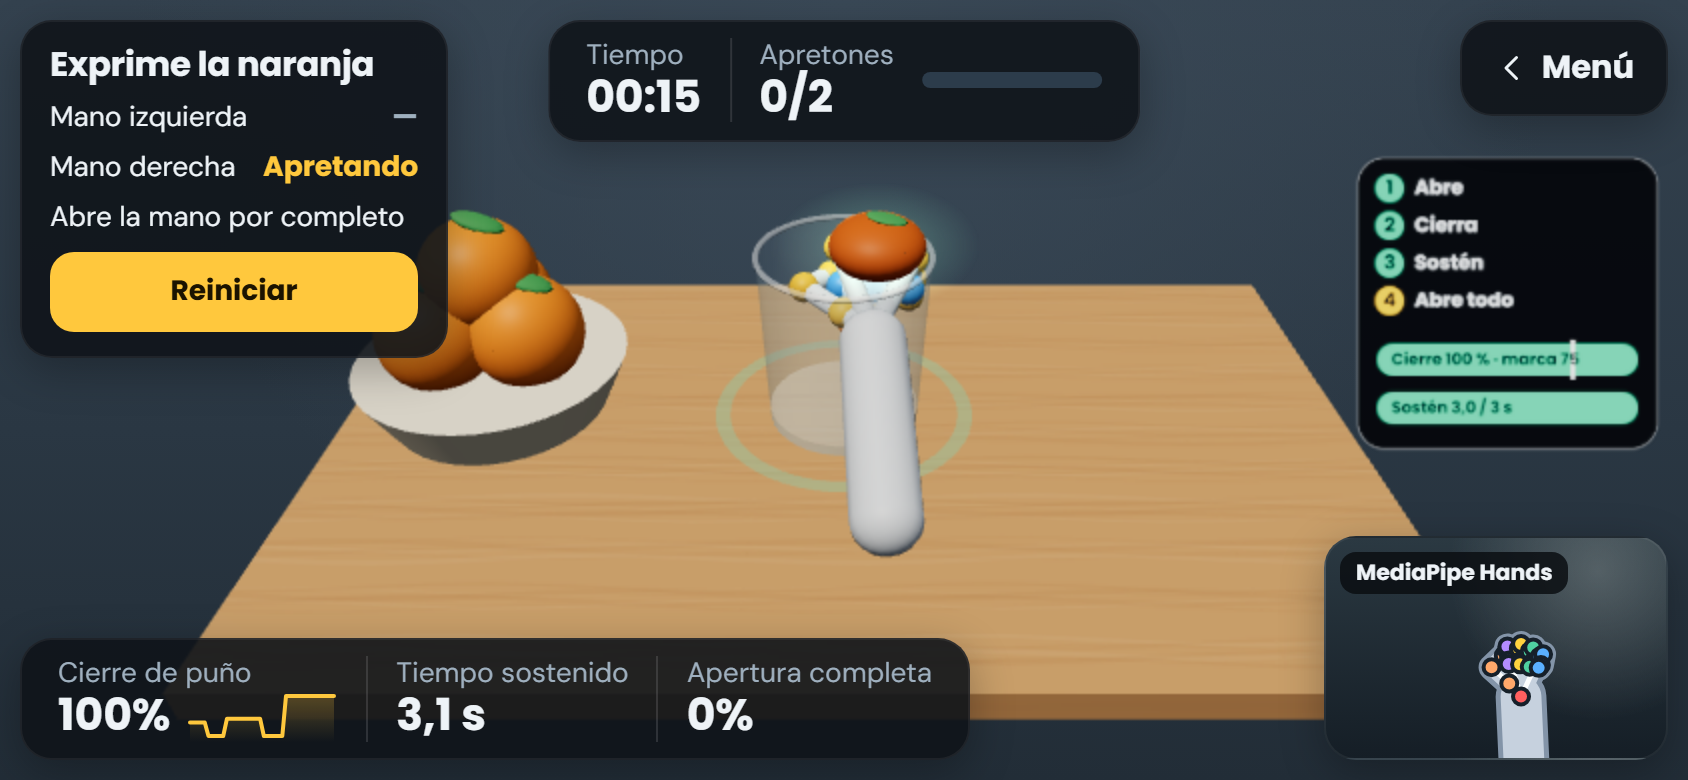 Exprime la naranja
Mano izquierda –
Mano derecha Apretando
Abre la mano por completo
Reiniciar
Tiempo
00:15
Apretones
0/2
Menú
1 Abre
2 Cierra
3 Sostén
4 Abre todo
Cierre 100 % · marca 75
Sostén 3,0 / 3 s
MediaPipe Hands
Cierre de puño
100%
Tiempo sostenido
3,1 s
Apertura completa
0%